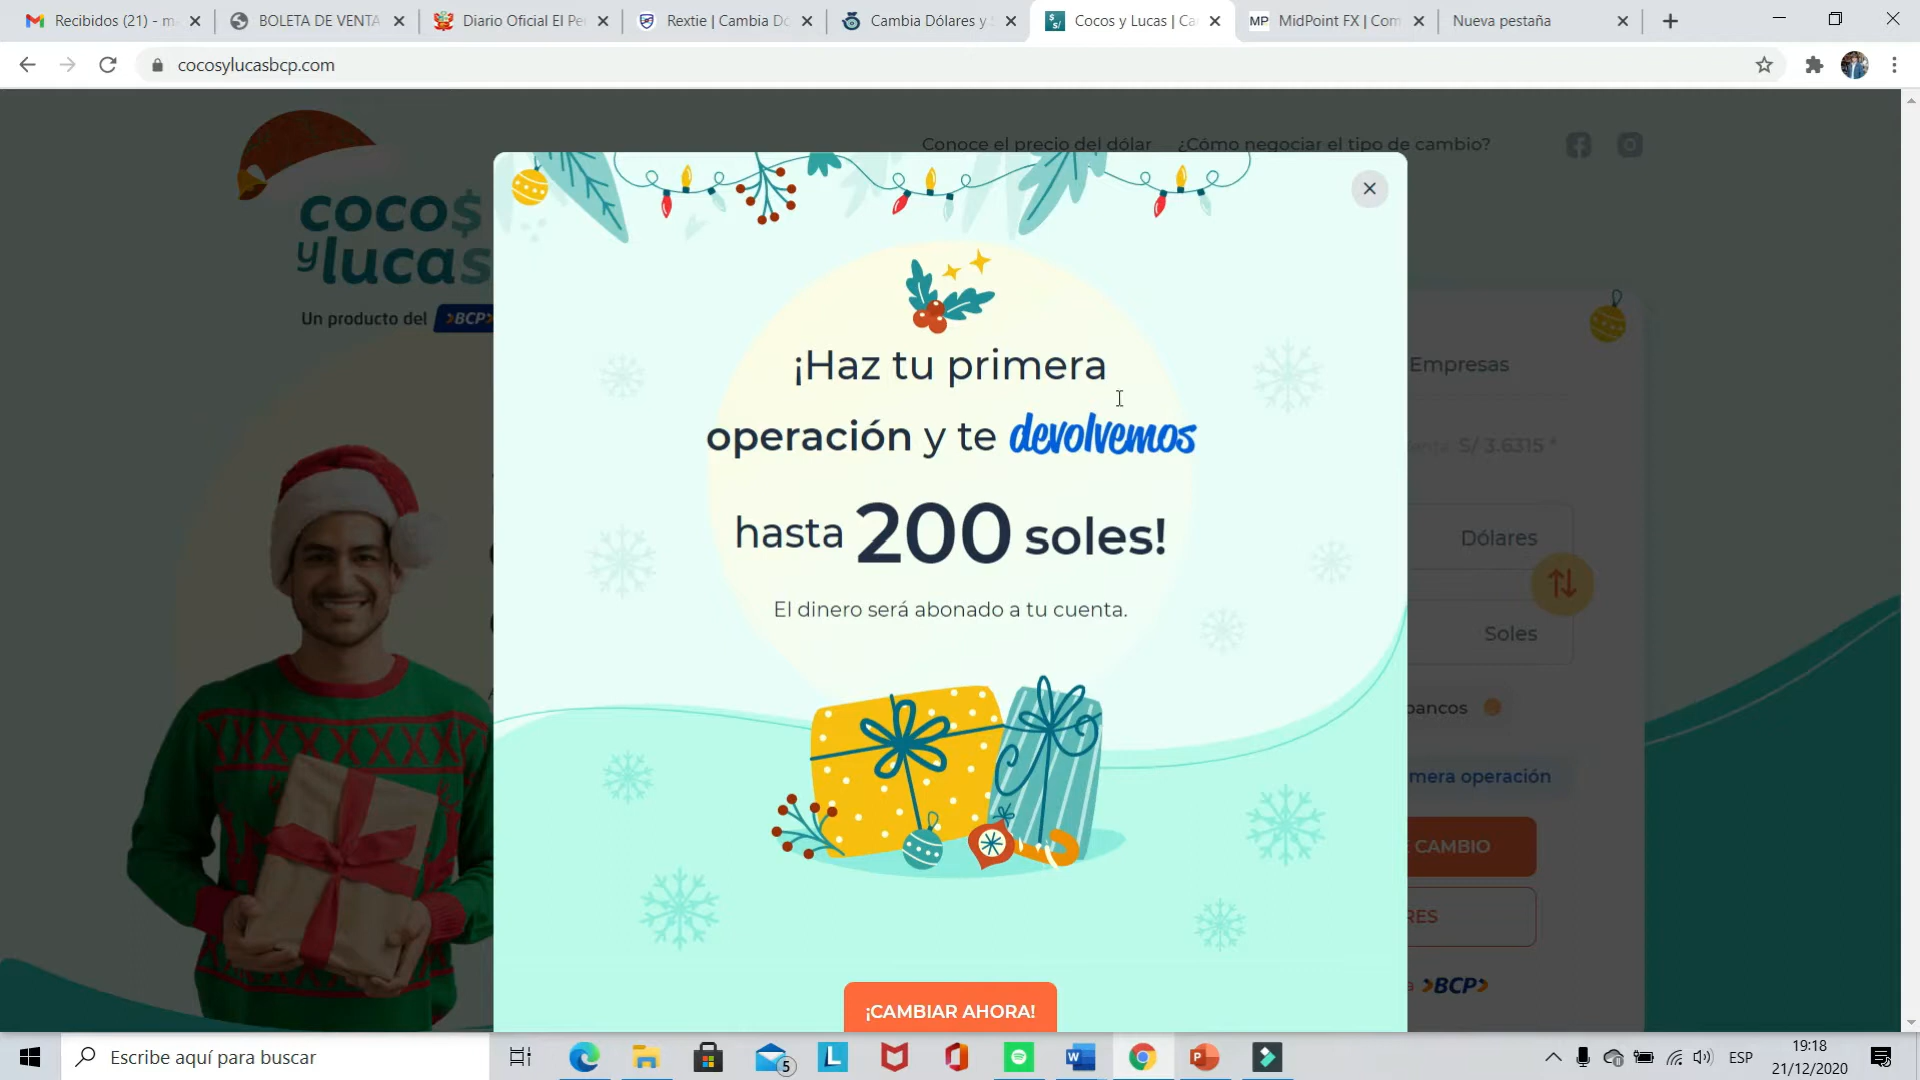 Recibidos (21) - m
BOLETA DE VENTA
Diario Oficial El Pe
Rextie | Cambia Dó
Cambia Dólares y
Cocos y Lucas | Ca
MP MidPoint FX | Com
Nueva pestaña
cocosylucasbcp.com
Conoce el precio del dólar
¿Cómo negociar el tipo de cambio?
coco$
y lucas
Un producto del >BCP>
¡Haz tu primera
operación y te devolvemos
hasta 200 soles!
El dinero será abonado a tu cuenta.
¡CAMBIAR AHORA!
Empresas
S/ 3.6315 *
Dólares
Soles
bancos
mera operación
CAMBIO
RES
a >BCP>
Escribe aquí para buscar
5
ESP
19:18
21/12/2020